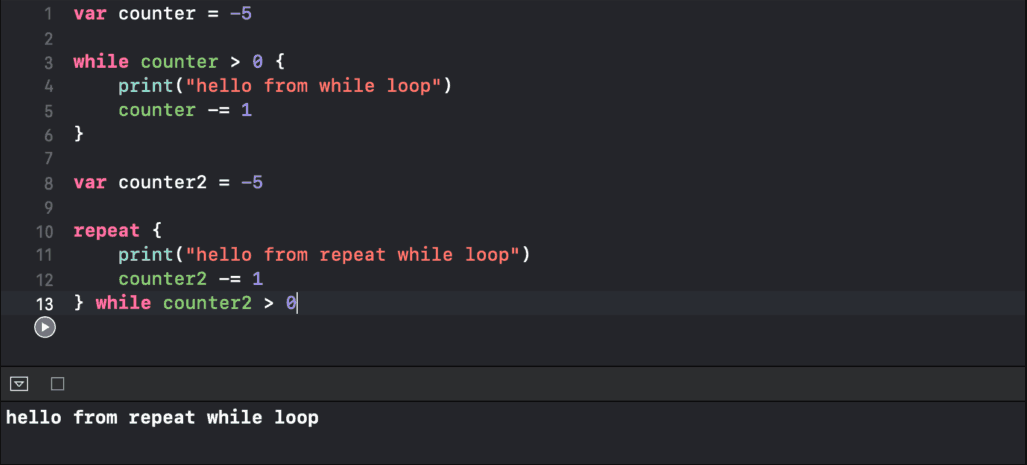 1 var counter = -5
2
3 while counter > 0 {
4     print("hello from while loop")
5     counter -= 1
6 }
7
8 var counter2 = -5
9
10 repeat {
11     print("hello from repeat while loop")
12     counter2 -= 1
13 } while counter2 > 0
hello from repeat while loop